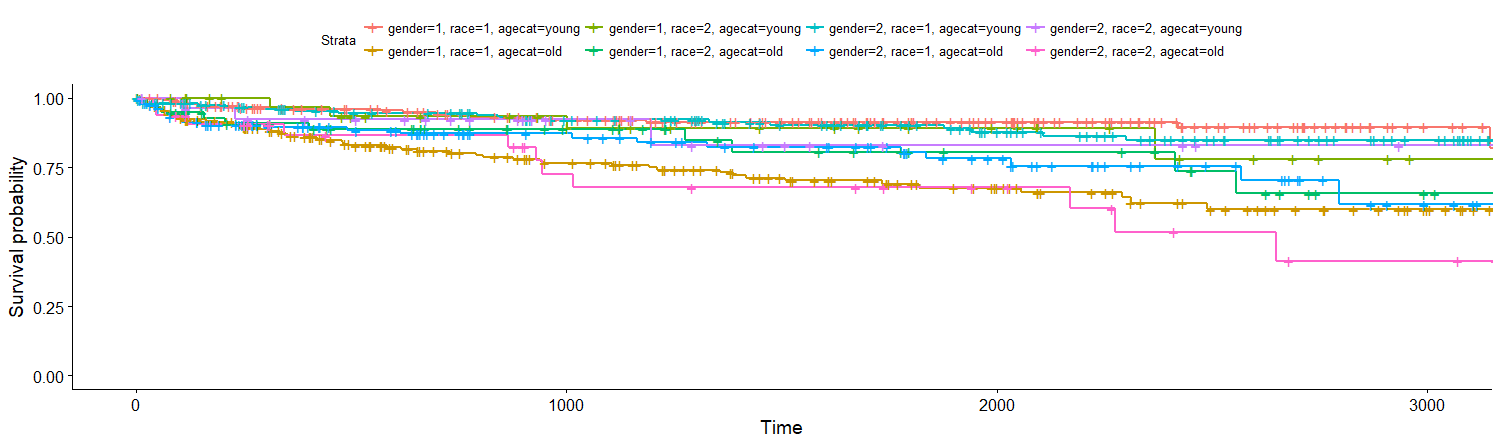 Strata
gender=1, race=1, agecat=young gender=1, race=2, agecat=young gender=2, race=1, agecat=young gender=2, race=2, agecat=young
gender=1, race=1, agecat=old gender=1, race=2, agecat=old gender=2, race=1, agecat=old gender=2, race=2, agecat=old
Survival probability
1.00
0.75
0.50
0.25
0.00
0 1000 2000 3000
Time